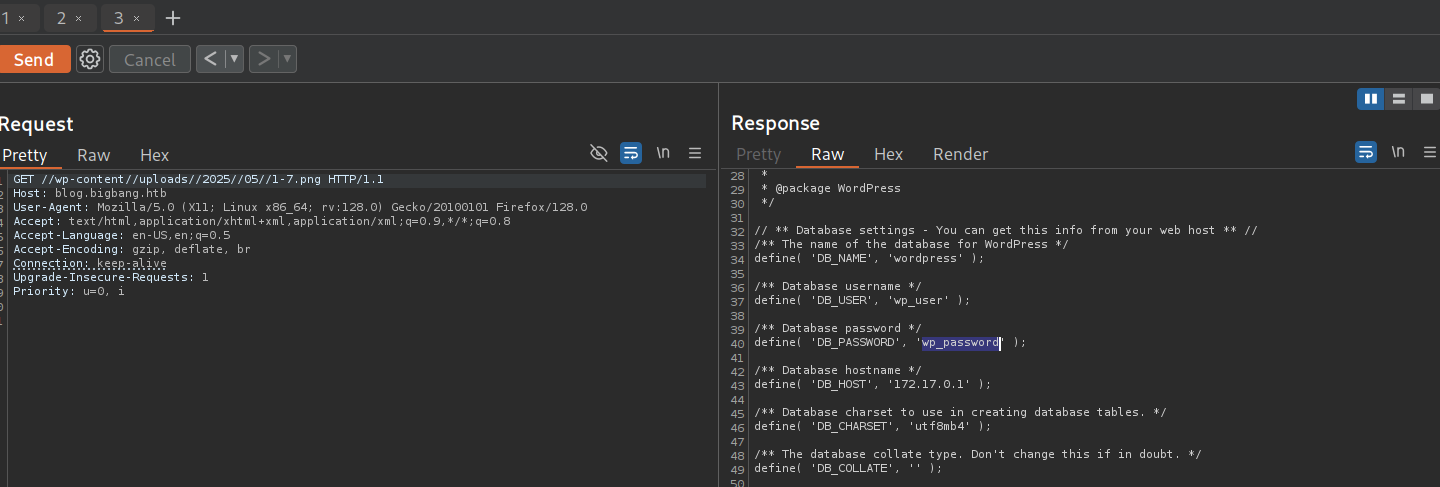 1 × 2 × 3 × +
Send Cancel < ▼ > ▼
Request
Pretty Raw Hex \n
GET //wp-content//uploads//2025//05//1-7.png HTTP/1.1
2 Host: blog.bigbang.htb
3 User-Agent: Mozilla/5.0 (X11; Linux x86_64; rv:128.0) Gecko/20100101 Firefox/128.0
4 Accept: text/html,application/xhtml+xml,application/xml;q=0.9,*/*;q=0.8
5 Accept-Language: en-US,en;q=0.5
6 Accept-Encoding: gzip, deflate, br
7 Connection: keep-alive
8 Upgrade-Insecure-Requests: 1
9 Priority: u=0, i
Response
Pretty Raw Hex Render \n
28 *
29 * @package WordPress
30 */
31
32 // ** Database settings - You can get this info from your web host ** //
33 /** The name of the database for WordPress */
34 define( 'DB_NAME', 'wordpress' );
35
36 /** Database username */
37 define( 'DB_USER', 'wp_user' );
38
39 /** Database password */
40 define( 'DB_PASSWORD', 'wp_password' );
41
42 /** Database hostname */
43 define( 'DB_HOST', '172.17.0.1' );
44
45 /** Database charset to use in creating database tables. */
46 define( 'DB_CHARSET', 'utf8mb4' );
47
48 /** The database collate type. Don't change this if in doubt. */
49 define( 'DB_COLLATE', '' );
50